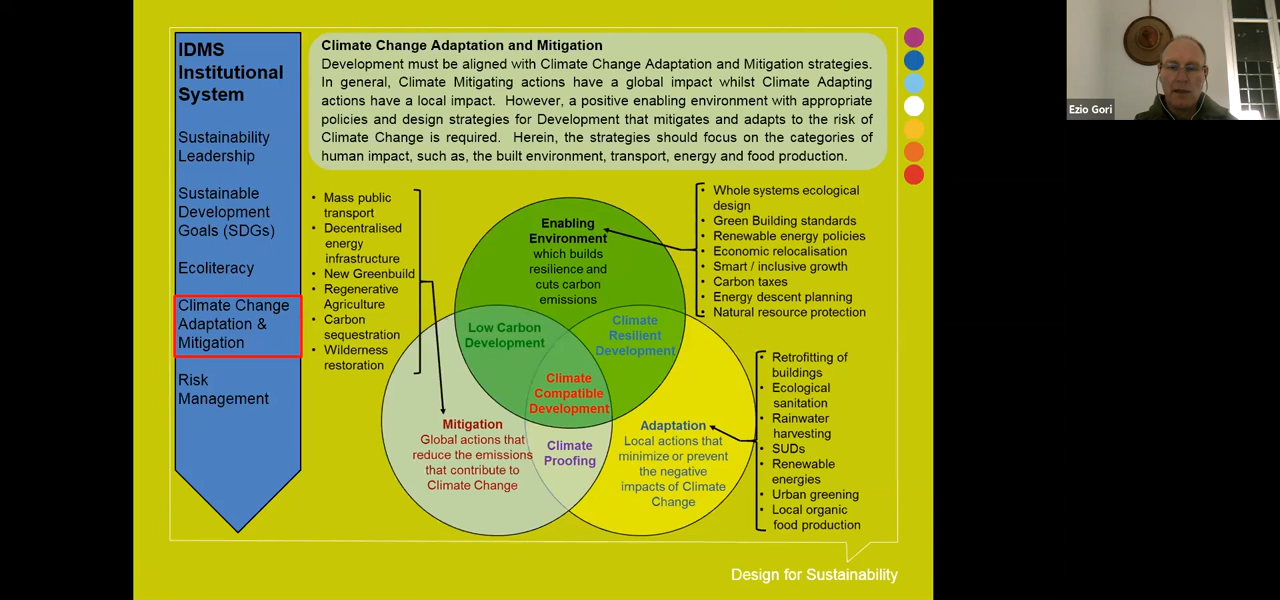 IDMS
Institutional
System
Sustainability
Leadership
Sustainable
Development
Goals (SDGs)
Ecoliteracy
Climate Change
Adaptation &
Mitigation
Risk
Management
Climate Change Adaptation and Mitigation
Development must be aligned with Climate Change Adaptation and Mitigation strategies.
In general, Climate Mitigating actions have a global impact whilst Climate Adapting
actions have a local impact. However, a positive enabling environment with appropriate
policies and design strategies for Development that mitigates and adapts to the risk of
Climate Change is required. Herein, the strategies should focus on the categories of
human impact, such as, the built environment, transport, energy and food production.
• Mass public
transport
• Decentralised
energy
infrastructure
• New Greenbuild
• Regenerative
Agriculture
• Carbon
sequestration
• Wilderness
restoration
Enabling
Environment
which builds
resilience and
cuts carbon
emissions
• Whole systems ecological
design
• Green Building standards
• Renewable energy policies
• Economic relocalisation
• Smart / inclusive growth
• Carbon taxes
• Energy descent planning
• Natural resource protection
Low Carbon
Development
Climate
Resilient
Development
Climate
Compatible
Development
Mitigation
Global actions that
reduce the emissions
that contribute to
Climate Change
Climate
Proofing
Adaptation
Local actions that
minimize or prevent
the negative
impacts of Climate
Change
• Retrofitting of
buildings
• Ecological
sanitation
• Rainwater
harvesting
• SUDs
• Renewable
energies
• Urban greening
• Local organic
food production
Design for Sustainability
Ezio Gori